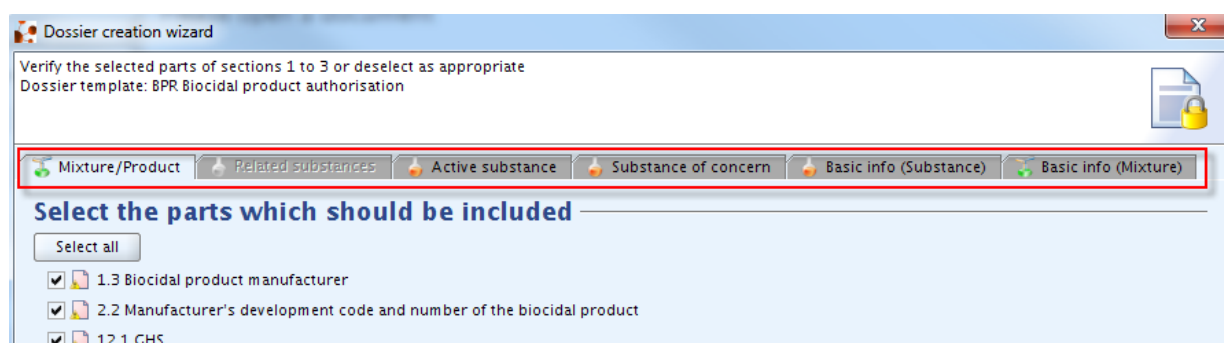 Dossier creation wizard
Verify the selected parts of sections 1 to 3 or deselect as appropriate
Dossier template: BPR Biocidal product authorisation
Mixture/Product Related substances Active substance Substance of concern Basic info (Substance) Basic info (Mixture)
Select the parts which should be included
Select all
1.3 Biocidal product manufacturer
2.2 Manufacturer's development code and number of the biocidal product
12.1 GHS